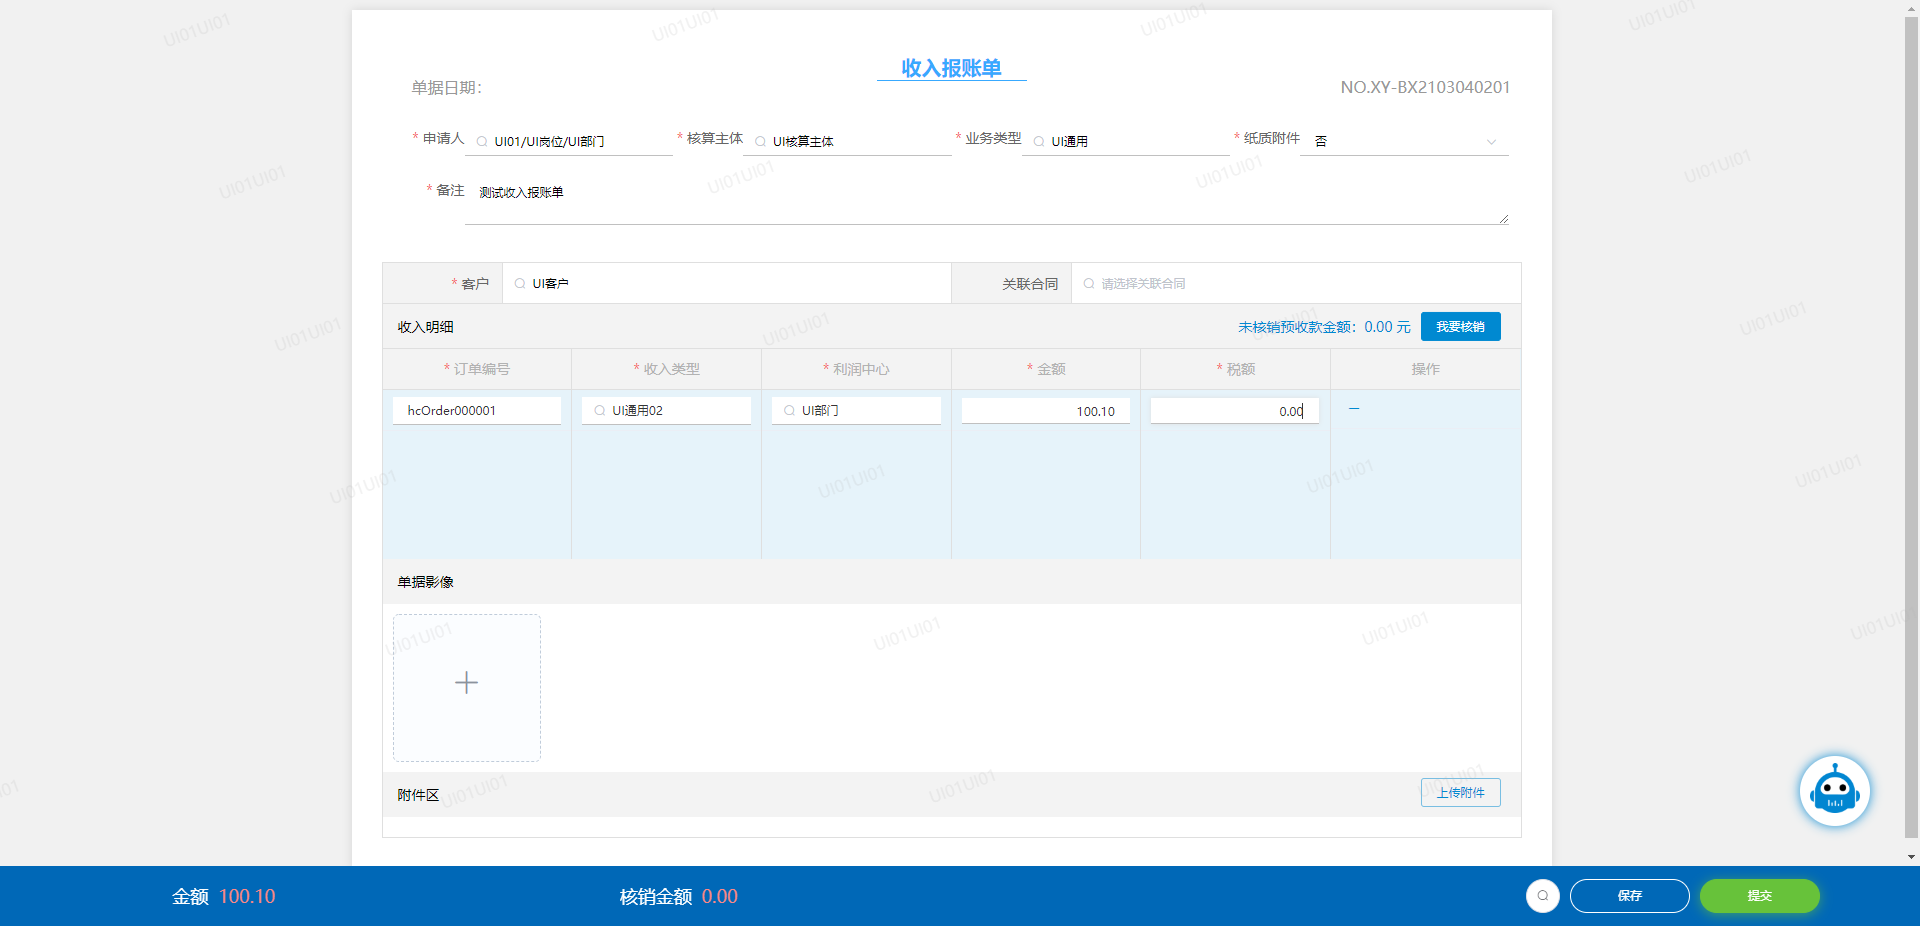 收入报账单
单据日期:
NO.XY-BX2103040201
* 申请人 UI01/UI岗位/UI部门 * 核算主体 UI核算主体 * 业务类型 UI通用 * 纸质附件 否
* 备注 测试收入报账单
* 客户 UI客户 关联合同 请选择关联合同
收入明细 未核销预收款金额: 0.00 元 我要核销
* 订单编号 * 收入类型 * 利润中心 * 金额 * 税额 操作
hcOrder000001 UI通用02 UI部门 100.10 0.00
单据影像
附件区 上传附件
金额 100.10 核销金额 0.00 保存 提交
UI01UI01